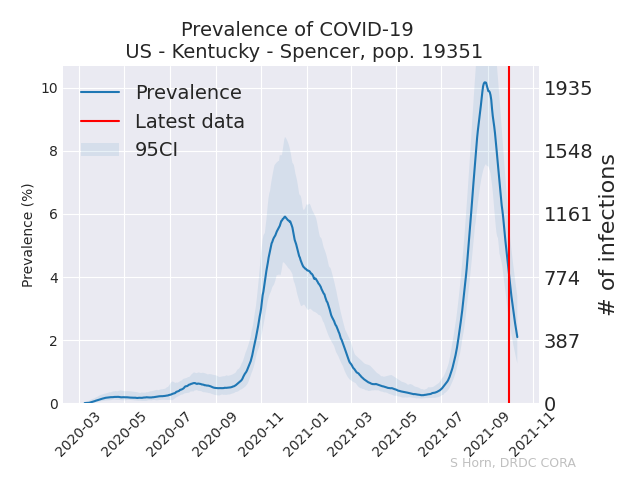 Prevalence of COVID-19
US - Kentucky - Spencer, pop. 19351
Prevalence
Latest data
95CI
Prevalence (%)
10
8
6
4
2
0
1935
1548
1161
774
387
0
# of infections
2020-03
2020-05
2020-07
2020-09
2020-11
2021-01
2021-03
2021-05
2021-07
2021-09
2021-11
S Horn, DRDC CORA